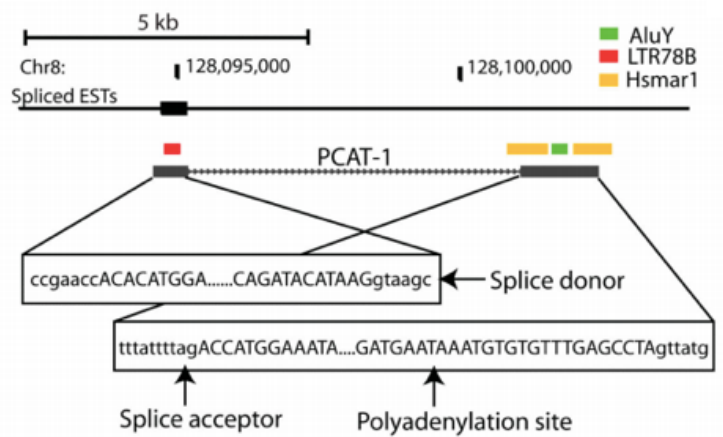 5 kb
AluY
LTR78B
Hsmar1
Chr8:
128,095,000
128,100,000
Spliced ESTs
PCAT-1
ccgaaccACACATGGA......CAGATACATAAGgtaagc
Splice donor
tttattttagACCATGGAAATA....GATGAATAAATGTGTGTTTGAGCCTAgttatg
Splice acceptor
Polyadenylation site